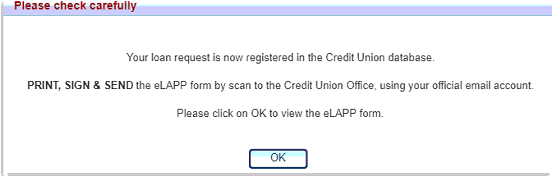 Please check carefully
Your loan request is now registered in the Credit Union database.
PRINT, SIGN & SEND the eLAPP form by scan to the Credit Union Office, using your official email account.
Please click on OK to view the eLAPP form.
OK